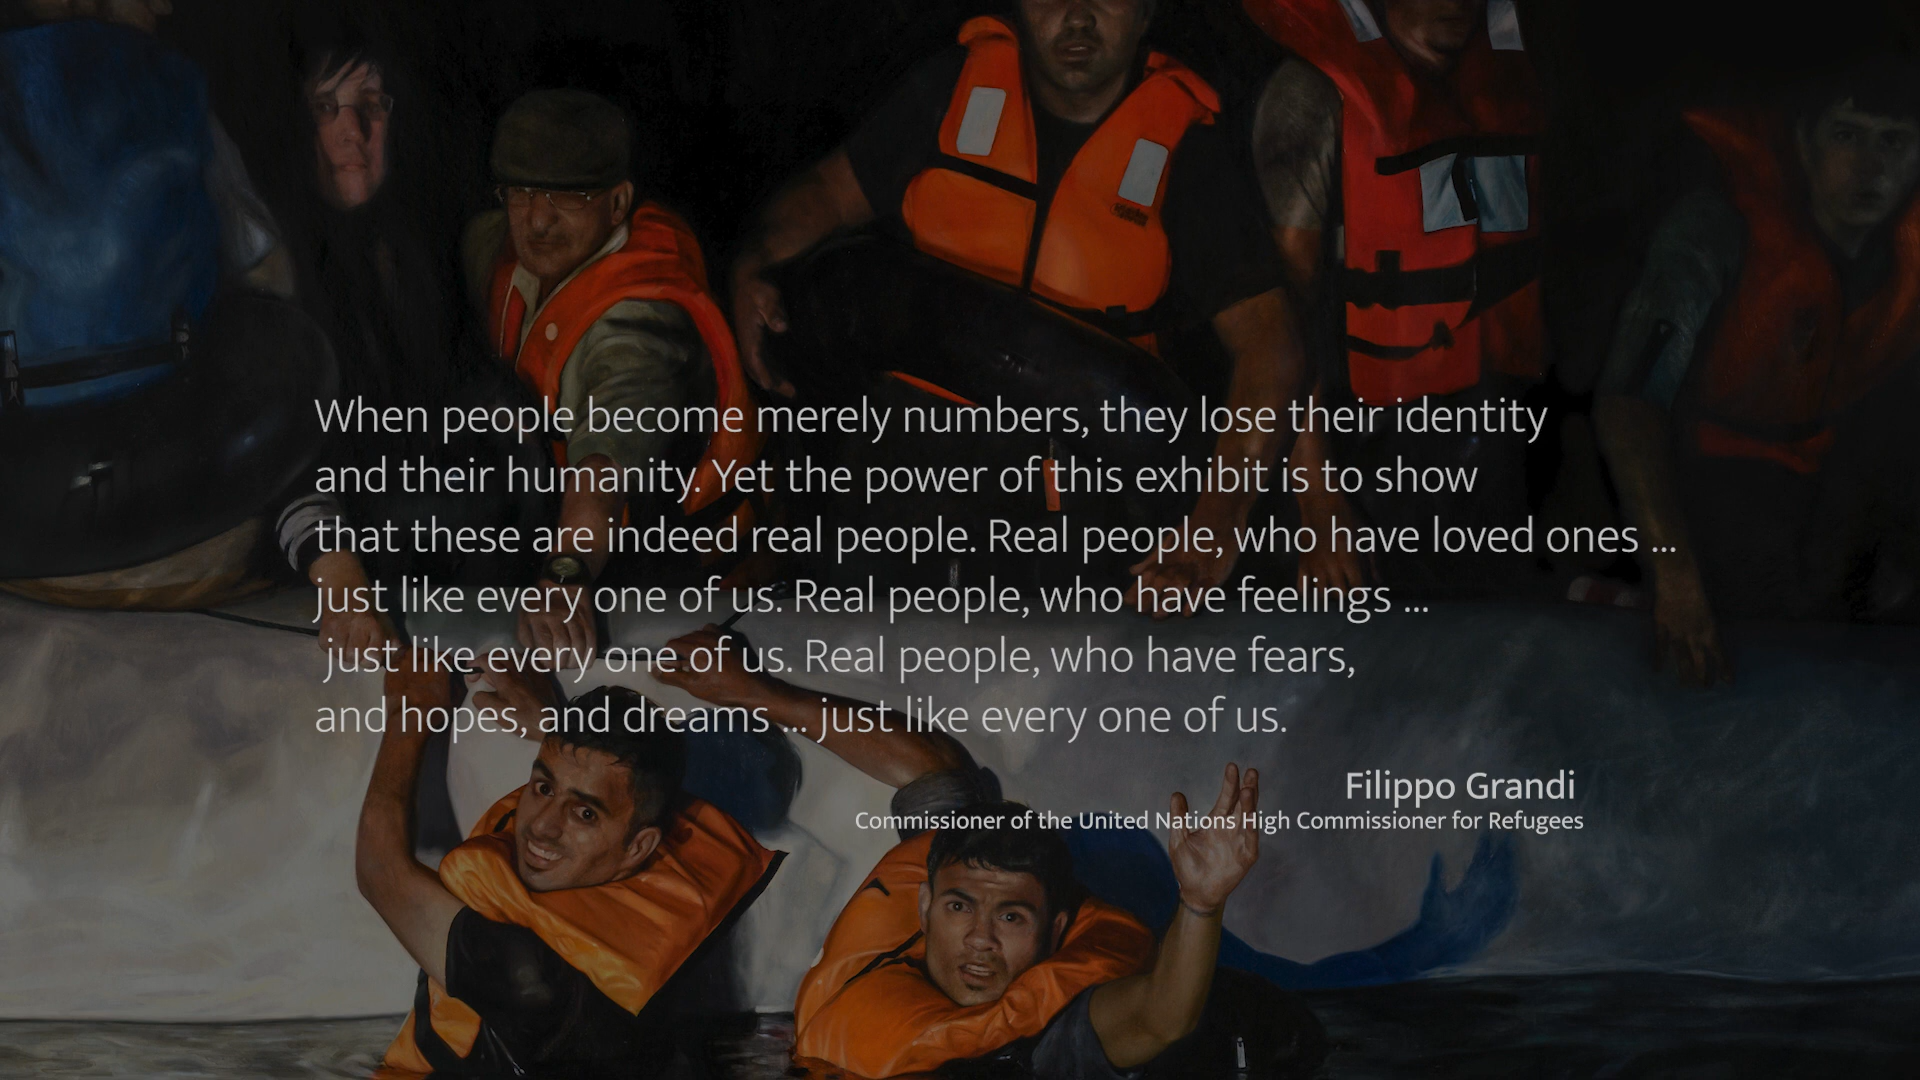 When people become merely numbers, they lose their identity
and their humanity. Yet the power of this exhibit is to show
that these are indeed real people. Real people, who have loved ones ...
just like every one of us. Real people, who have feelings ...
just like every one of us. Real people, who have fears,
and hopes, and dreams ... just like every one of us.
Filippo Grandi
Commissioner of the United Nations High Commissioner for Refugees